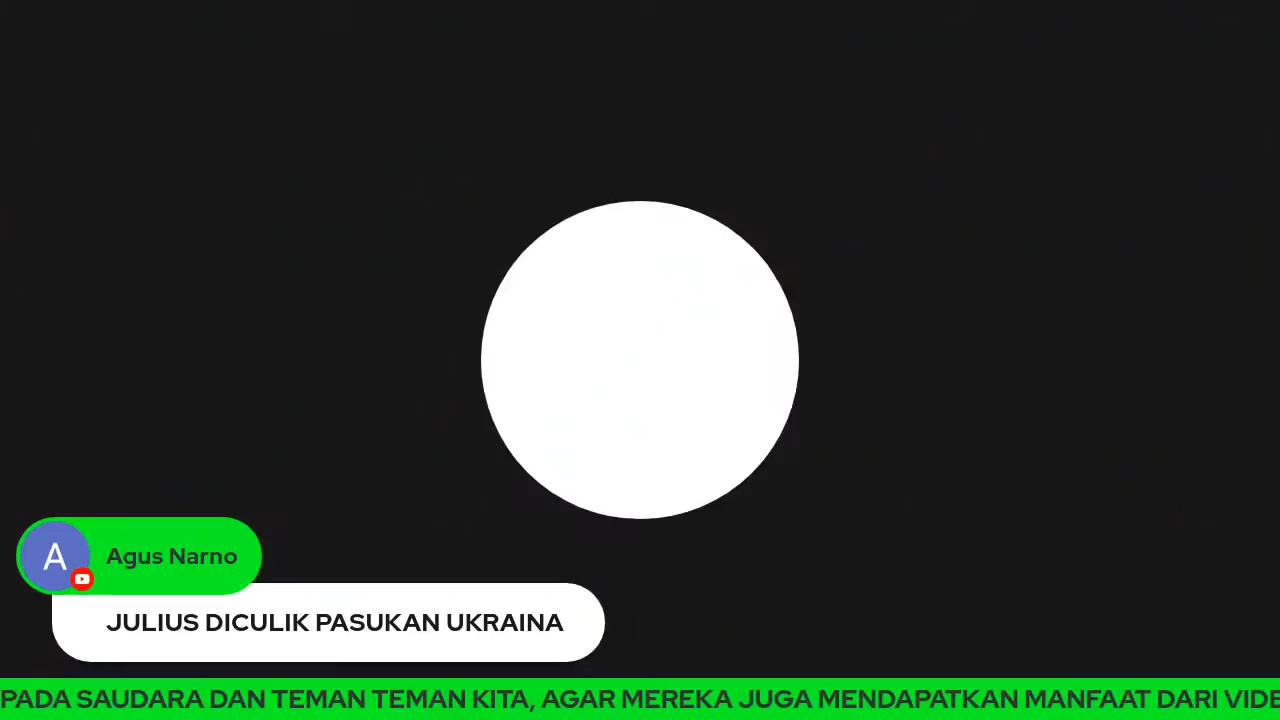 A
Agus Narno
JULIUS DICULIK PASUKAN UKRAINA
PADA SAUDARA DAN TEMAN TEMAN KITA, AGAR MEREKA JUGA MENDAPATKAN MANFAAT DARI VIDE